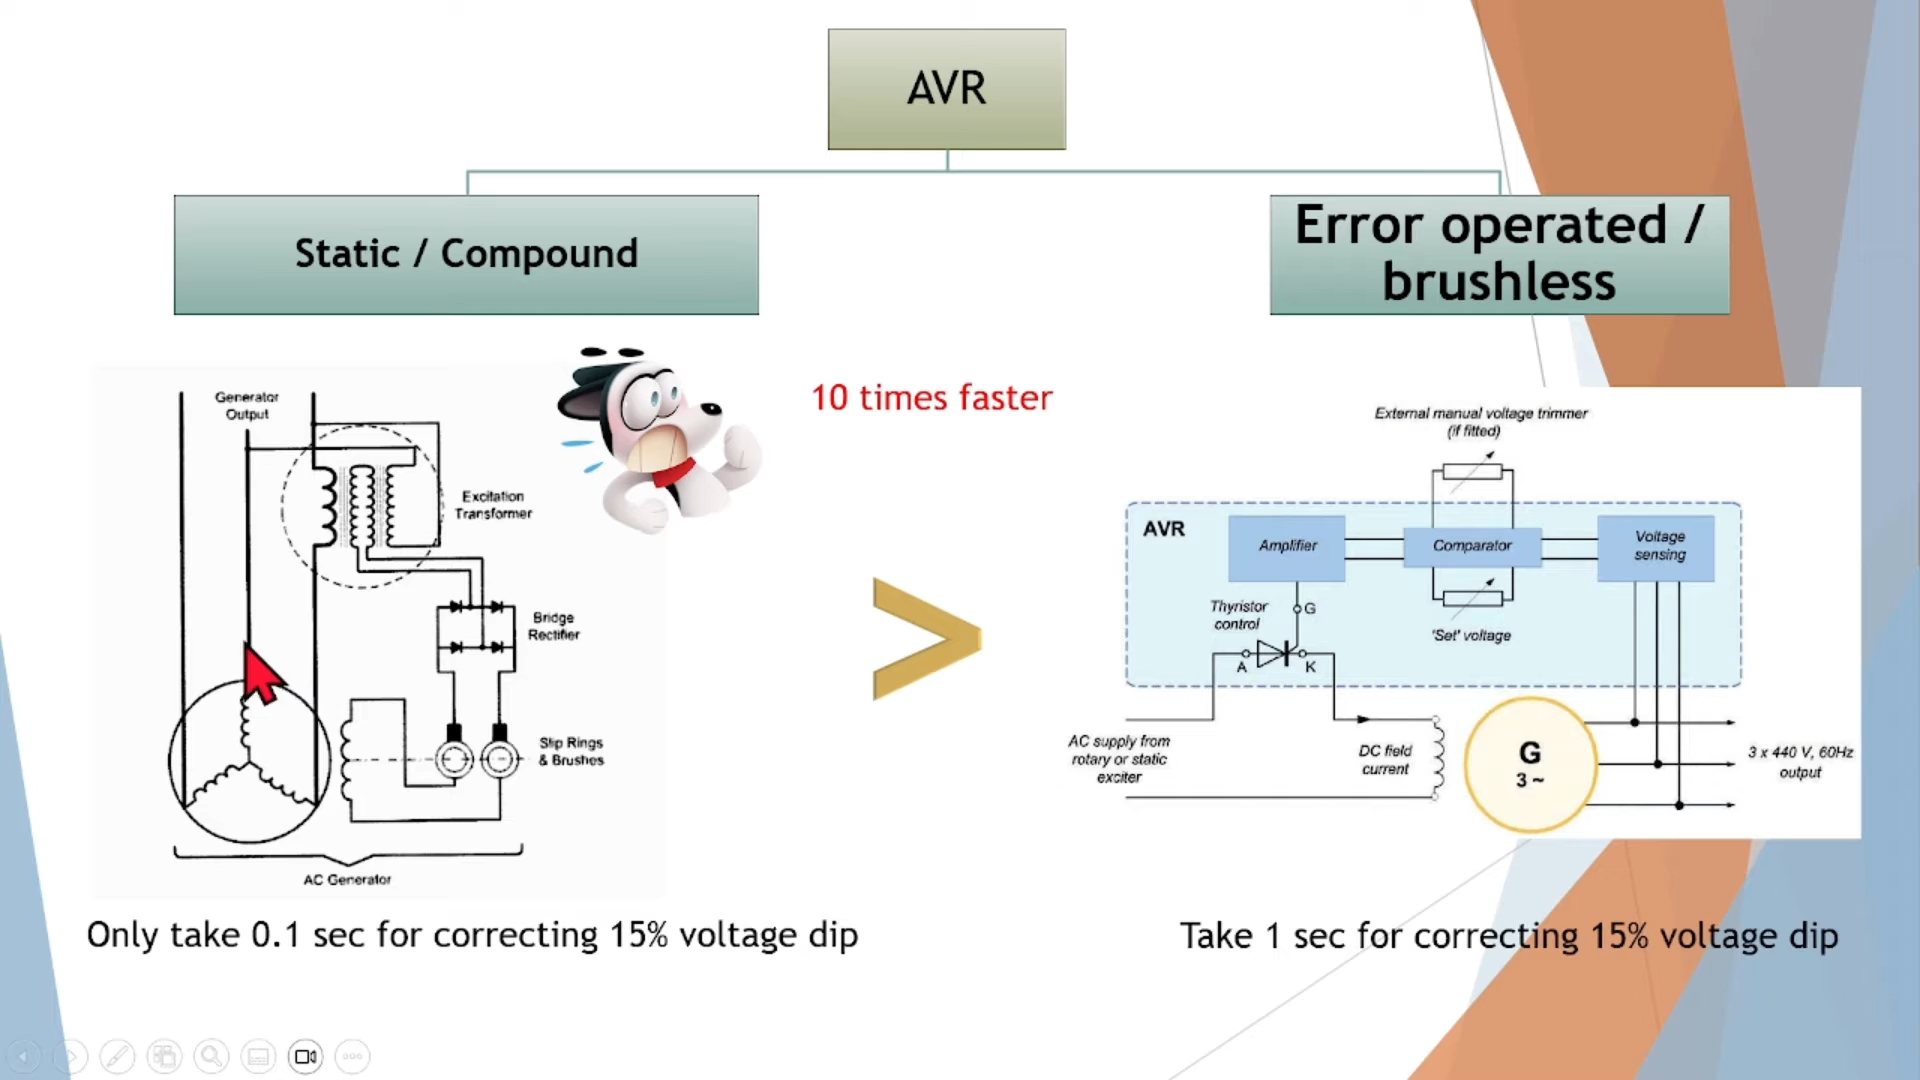 AVR
Static / Compound
Error operated /
brushless
10 times faster
Generator
Output
Excitation
Transformer
Bridge
Rectifier
Slip Rings
& Brushes
AC Generator
External manual voltage trimmer
(if fitted)
AVR
Amplifier
Comparator
Voltage
sensing
Thyristor
control
G
A
K
'Set' voltage
AC supply from
rotary or static
exciter
DC field
current
G
3 ~
3 x 440 V, 60Hz
output
Only take 0.1 sec for correcting 15% voltage dip
Take 1 sec for correcting 15% voltage dip